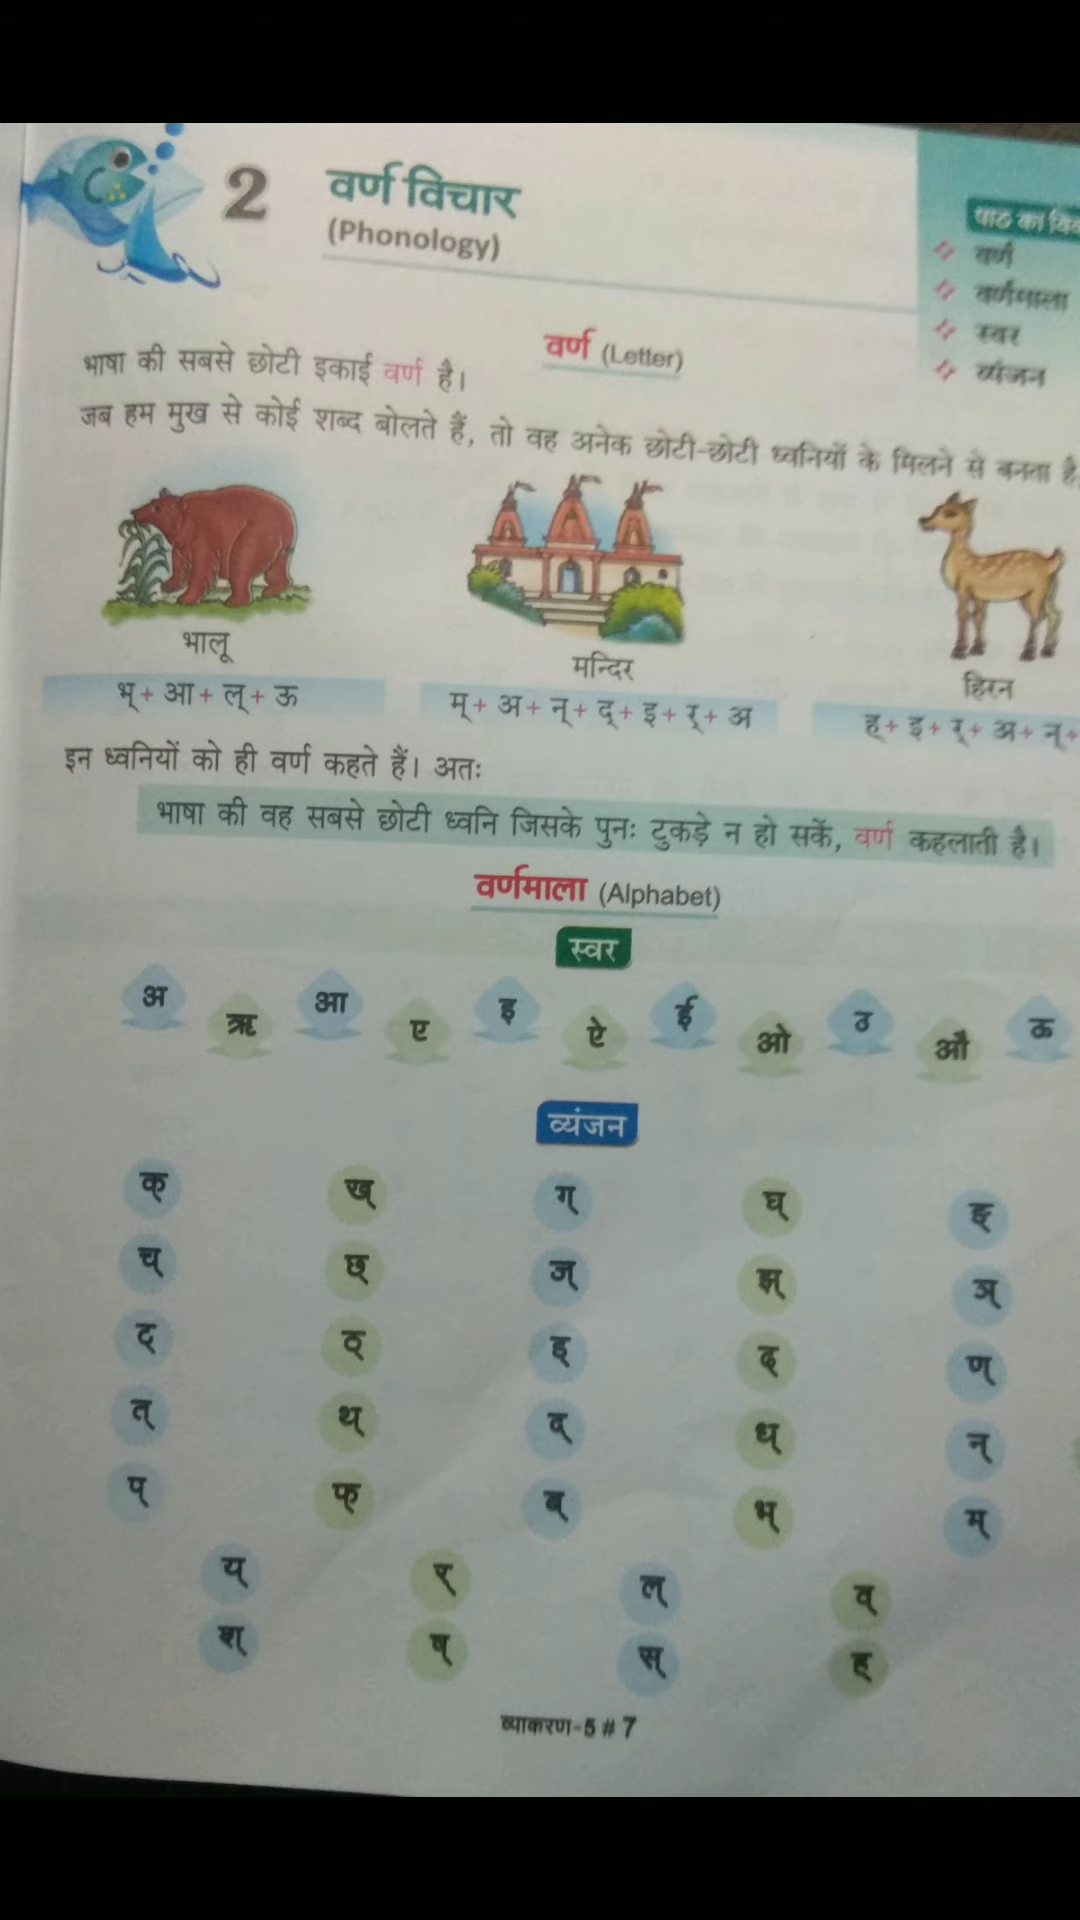 2 वर्ण विचार
(Phonology)
पाठ का
वर्ण
वर्णमाला
स्वर
व्यंजन
वर्ण (Letter)
भाषा की सबसे छोटी इकाई वर्ण है।
जब हम मुख से कोई शब्द बोलते हैं, तो वह अनेक छोटी-छोटी ध्वनियों के मिलने से बनता है,
भालू मन्दिर हिरन
भ् + आ + ल् + ऊ म् + अ + न् + द् + इ + र् + अ ह् + इ + र् + अ + न् +
इन ध्वनियों को ही वर्ण कहते हैं। अतः
भाषा की वह सबसे छोटी ध्वनि जिसके पुनः टुकड़े न हो सकें, वर्ण कहलाती है।
वर्णमाला (Alphabet)
स्वर
अ आ इ ई उ ऊ
ऋ ए ऐ ओ औ
व्यंजन
क् ख् ग् घ् ङ्
च् छ् ज् झ् ञ्
ट् ठ् ड् ढ् ण्
त् थ् द् ध् न्
प् फ् ब् भ् म्
य् र् ल् व्
श् ष् स् ह्
व्याकरण-5 # 7